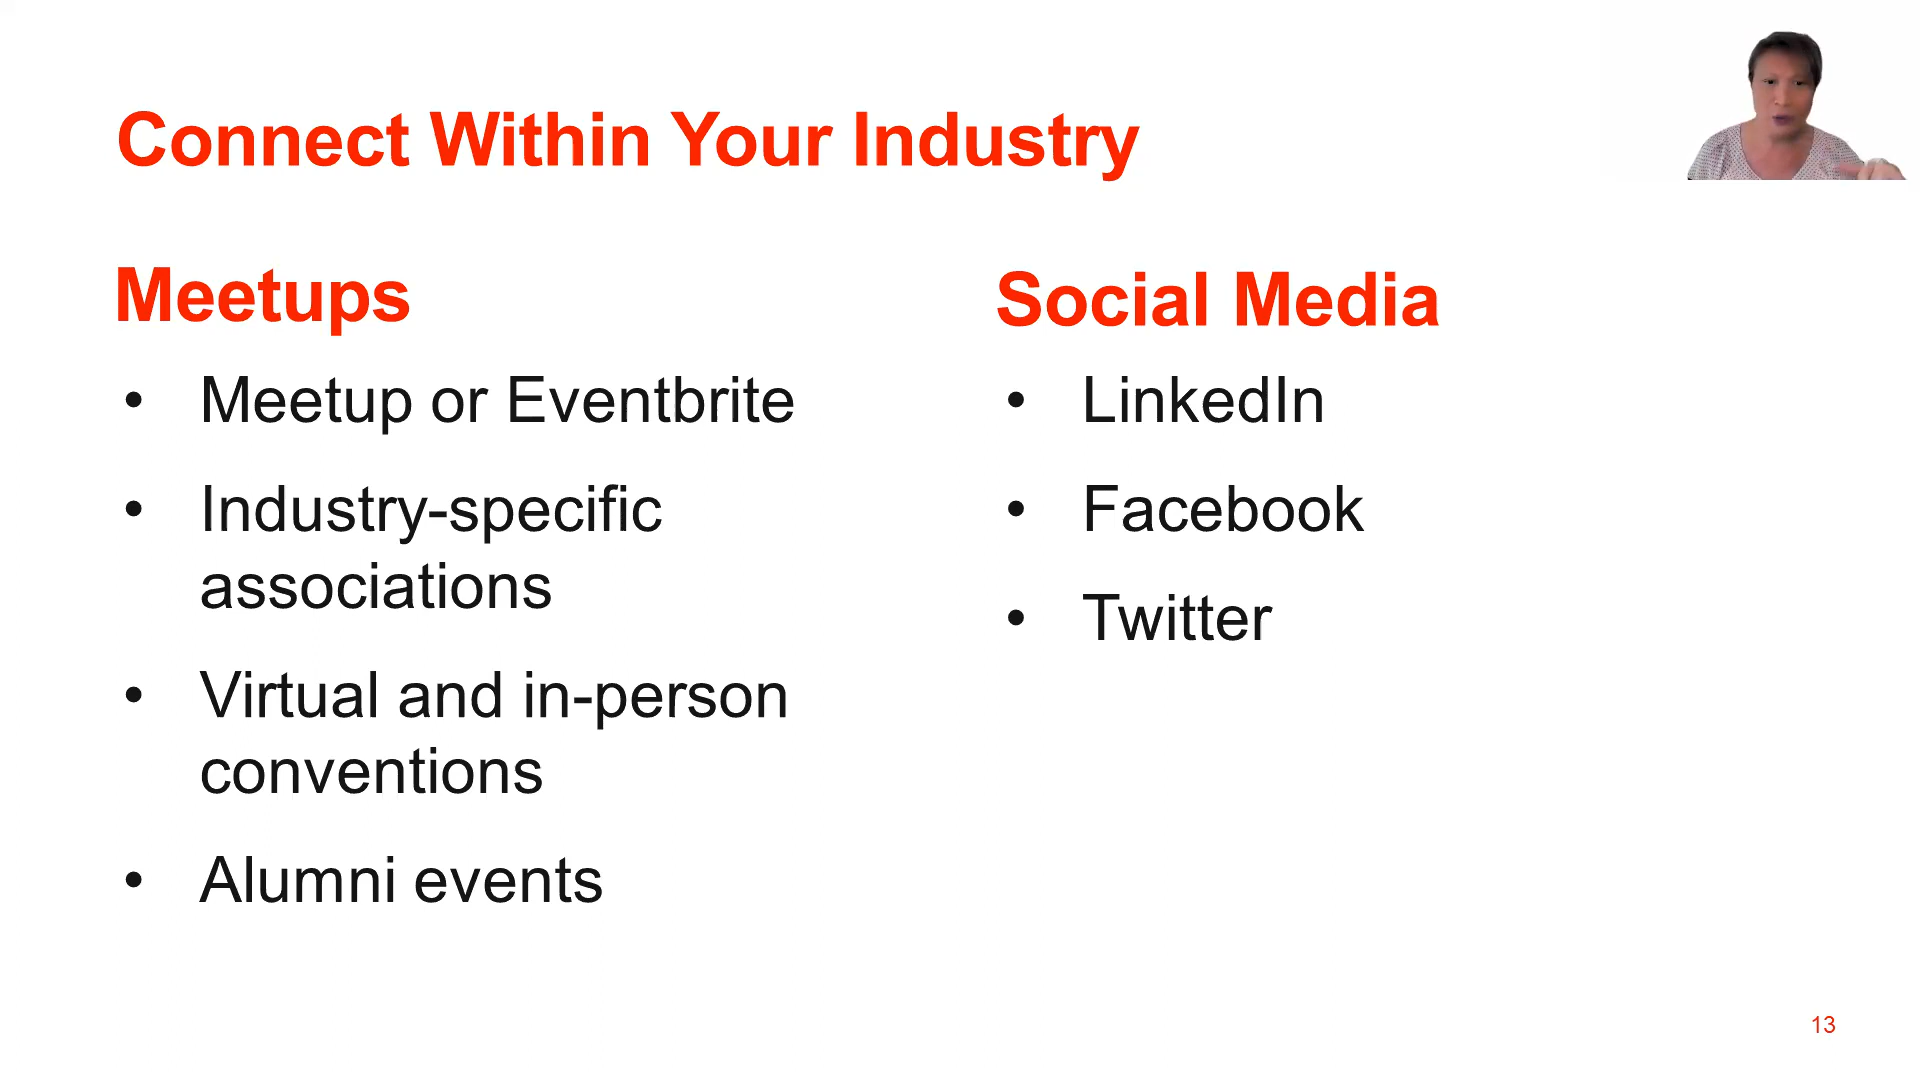 Connect Within Your Industry
Meetups
• Meetup or Eventbrite
• Industry-specific
associations
• Virtual and in-person
conventions
• Alumni events
Social Media
• LinkedIn
• Facebook
• Twitter
13